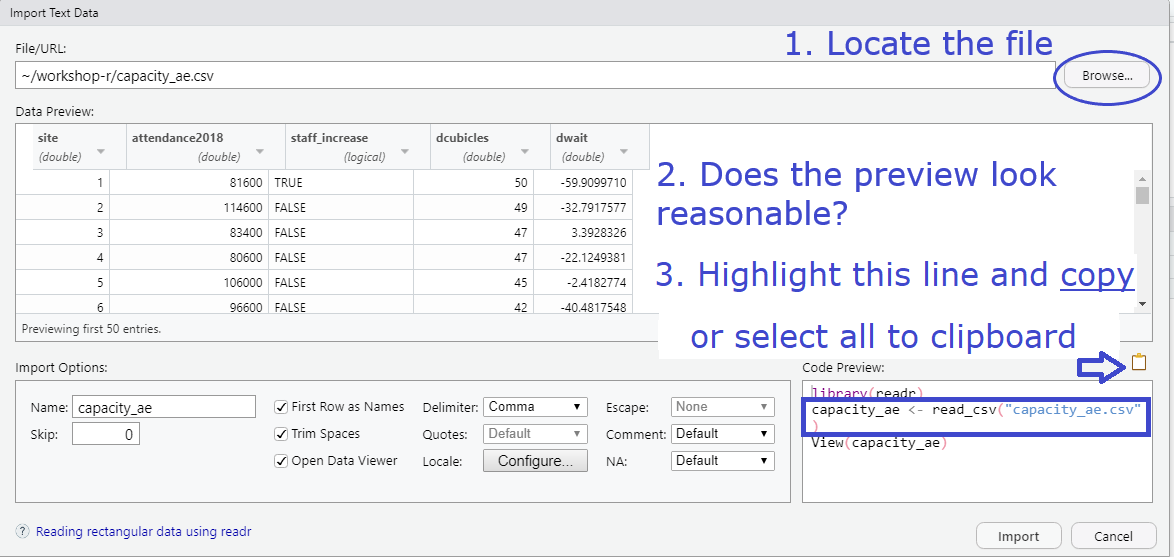 Import Text Data
1. Locate the file
File/URL:
~/workshop-r/capacity_ae.csv
Browse...
Data Preview:
site attendance2018 staff_increase dcubicles dwait
(double) (double) (logical) (double) (double)
1 81600 TRUE 50 -59.9099710
2 114600 FALSE 49 -32.7917577
3 83400 FALSE 47 3.3928326
4 80600 FALSE 47 -22.1249381
5 106000 FALSE 45 -2.4182774
6 96600 FALSE 42 -40.4817548
2. Does the preview look
reasonable?
3. Highlight this line and copy
or select all to clipboard
Previewing first 50 entries.
Import Options:
Name: capacity_ae
Skip: 0
First Row as Names
Trim Spaces
Open Data Viewer
Delimiter: Comma
Quotes: Default
Locale: Configure...
Escape: None
Comment: Default
NA: Default
Code Preview:
library(readr)
capacity_ae <- read_csv("capacity_ae.csv"
)
View(capacity_ae)
? Reading rectangular data using readr
Import
Cancel